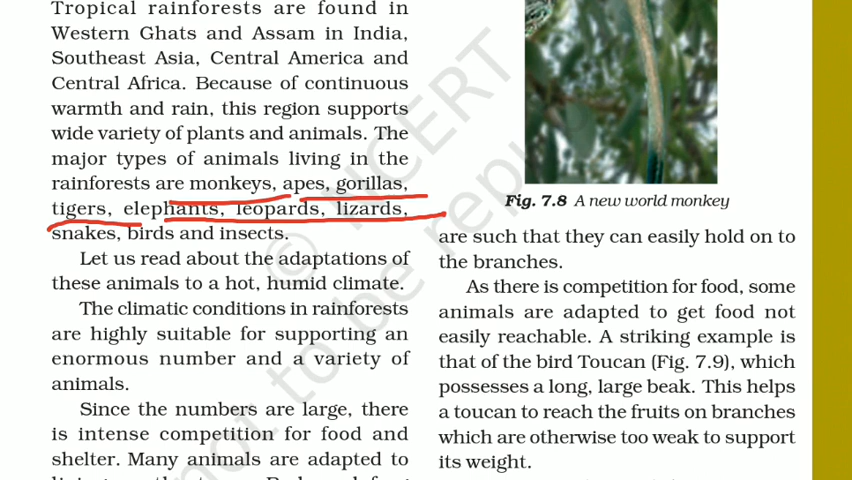 Tropical rainforests are found in
Western Ghats and Assam in India,
Southeast Asia, Central America and
Central Africa. Because of continuous
warmth and rain, this region supports
wide variety of plants and animals. The
major types of animals living in the
rainforests are monkeys, apes, gorillas,
tigers, elephants, leopards, lizards,
snakes, birds and insects.
Let us read about the adaptations of
these animals to a hot, humid climate.
The climatic conditions in rainforests
are highly suitable for supporting an
enormous number and a variety of
animals.
Since the numbers are large, there
is intense competition for food and
shelter. Many animals are adapted to
Fig. 7.8 A new world monkey
are such that they can easily hold on to
the branches.
As there is competition for food, some
animals are adapted to get food not
easily reachable. A striking example is
that of the bird Toucan (Fig. 7.9), which
possesses a long, large beak. This helps
a toucan to reach the fruits on branches
which are otherwise too weak to support
its weight.
© NCERT
not to be